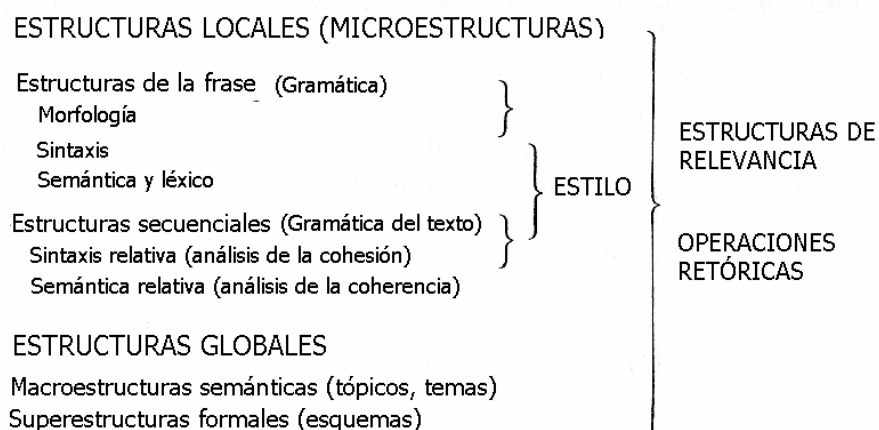 ESTRUCTURAS LOCALES (MICROESTRUCTURAS)
Estructuras de la frase (Gramática)
Morfología
Sintaxis
Semántica y léxico
Estructuras secuenciales (Gramática del texto)
Sintaxis relativa (análisis de la cohesión)
Semántica relativa (análisis de la coherencia)
ESTILO
ESTRUCTURAS GLOBALES
Macroestructuras semánticas (tópicos, temas)
Superestructuras formales (esquemas)
ESTRUCTURAS DE
RELEVANCIA
OPERACIONES
RETÓRICAS